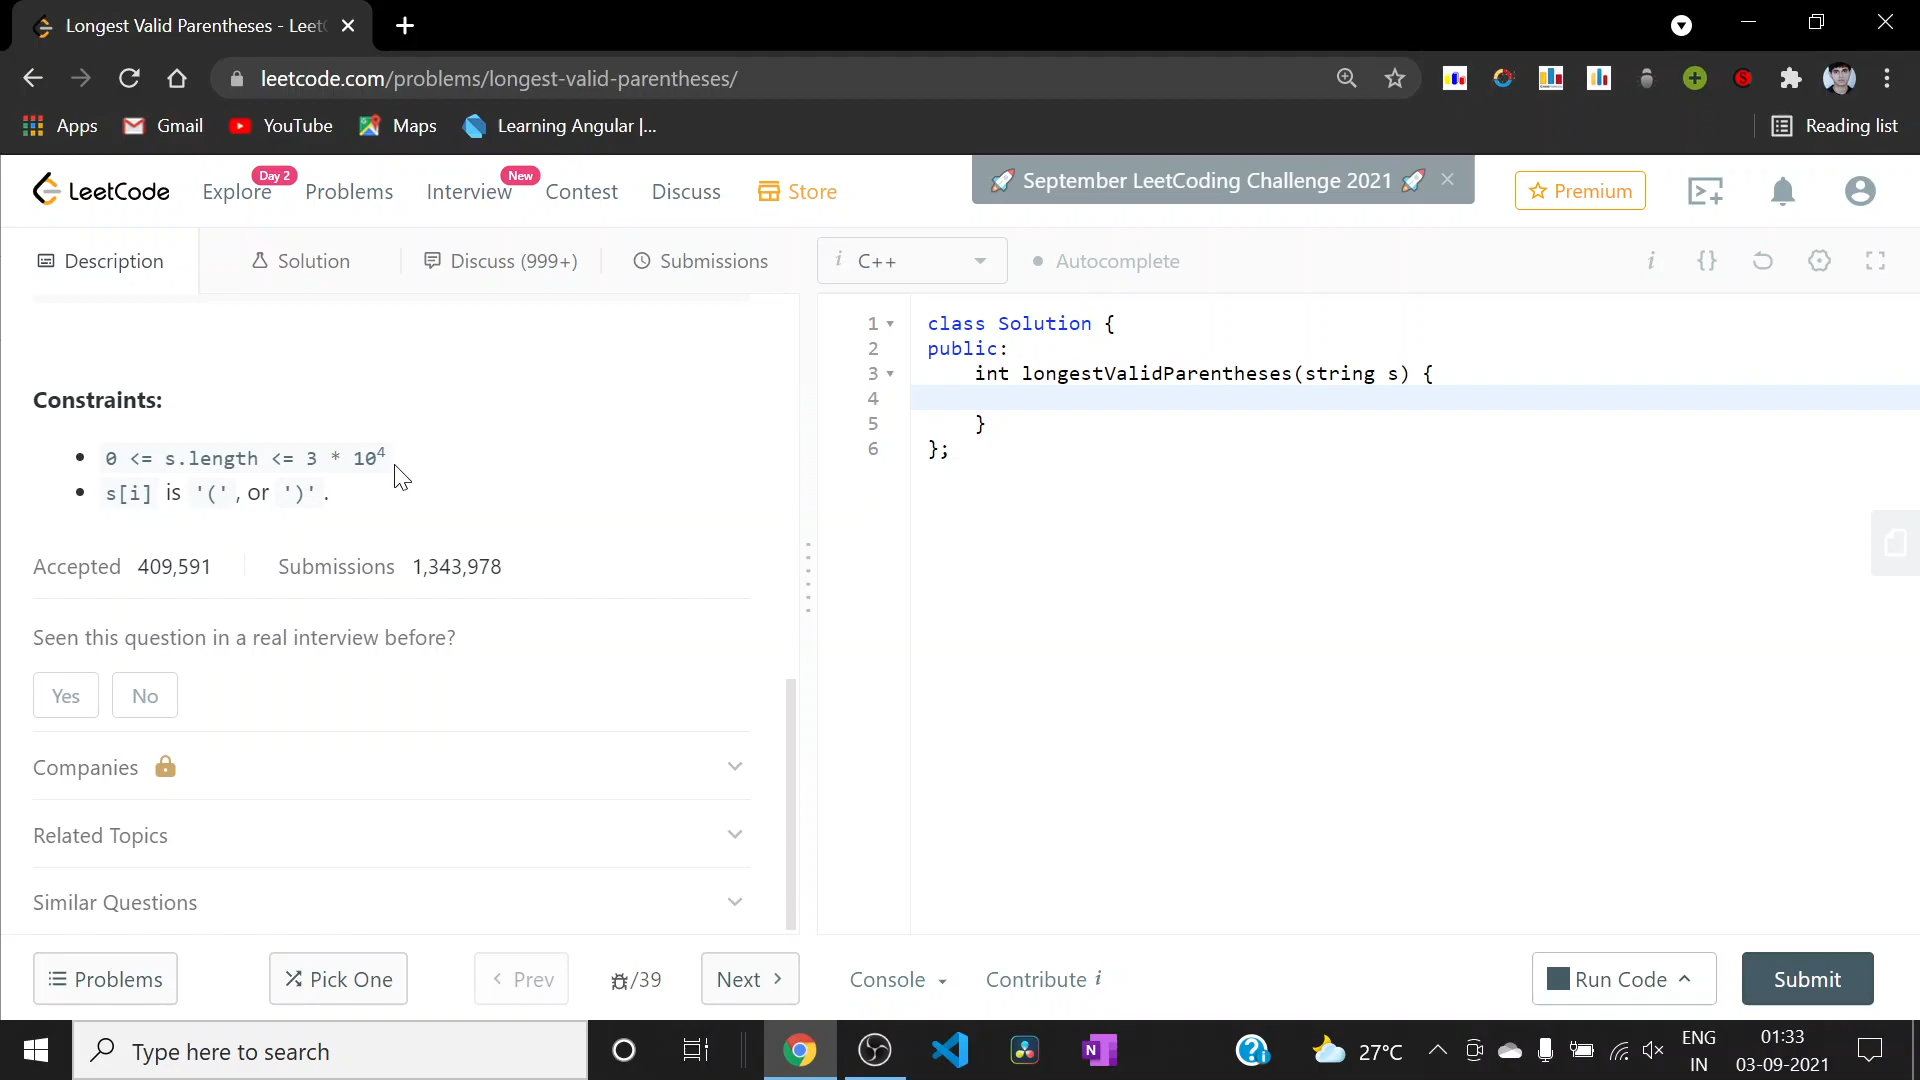 Longest Valid Parentheses - Leet
leetcode.com/problems/longest-valid-parentheses/
Apps Gmail YouTube Maps Learning Angular |... Reading list
LeetCode Explore Day 2 Problems Interview New Contest Discuss Store 🚀 September LeetCoding Challenge 2021 🚀 × Premium
Description Solution Discuss (999+) Submissions i C++ Autocomplete i {}
Constraints:
0 <= s.length <= 3 * 10⁴
s[i] is '(', or ')'.
Accepted 409,591 Submissions 1,343,978
Seen this question in a real interview before?
Yes No
Companies
Related Topics
Similar Questions
1 class Solution {
2 public:
3 int longestValidParentheses(string s) {
4
5 }
6 };
Problems Pick One Prev /39 Next Console Contribute i Run Code Submit
Type here to search N 27°C ENG 01:33
IN 03-09-2021